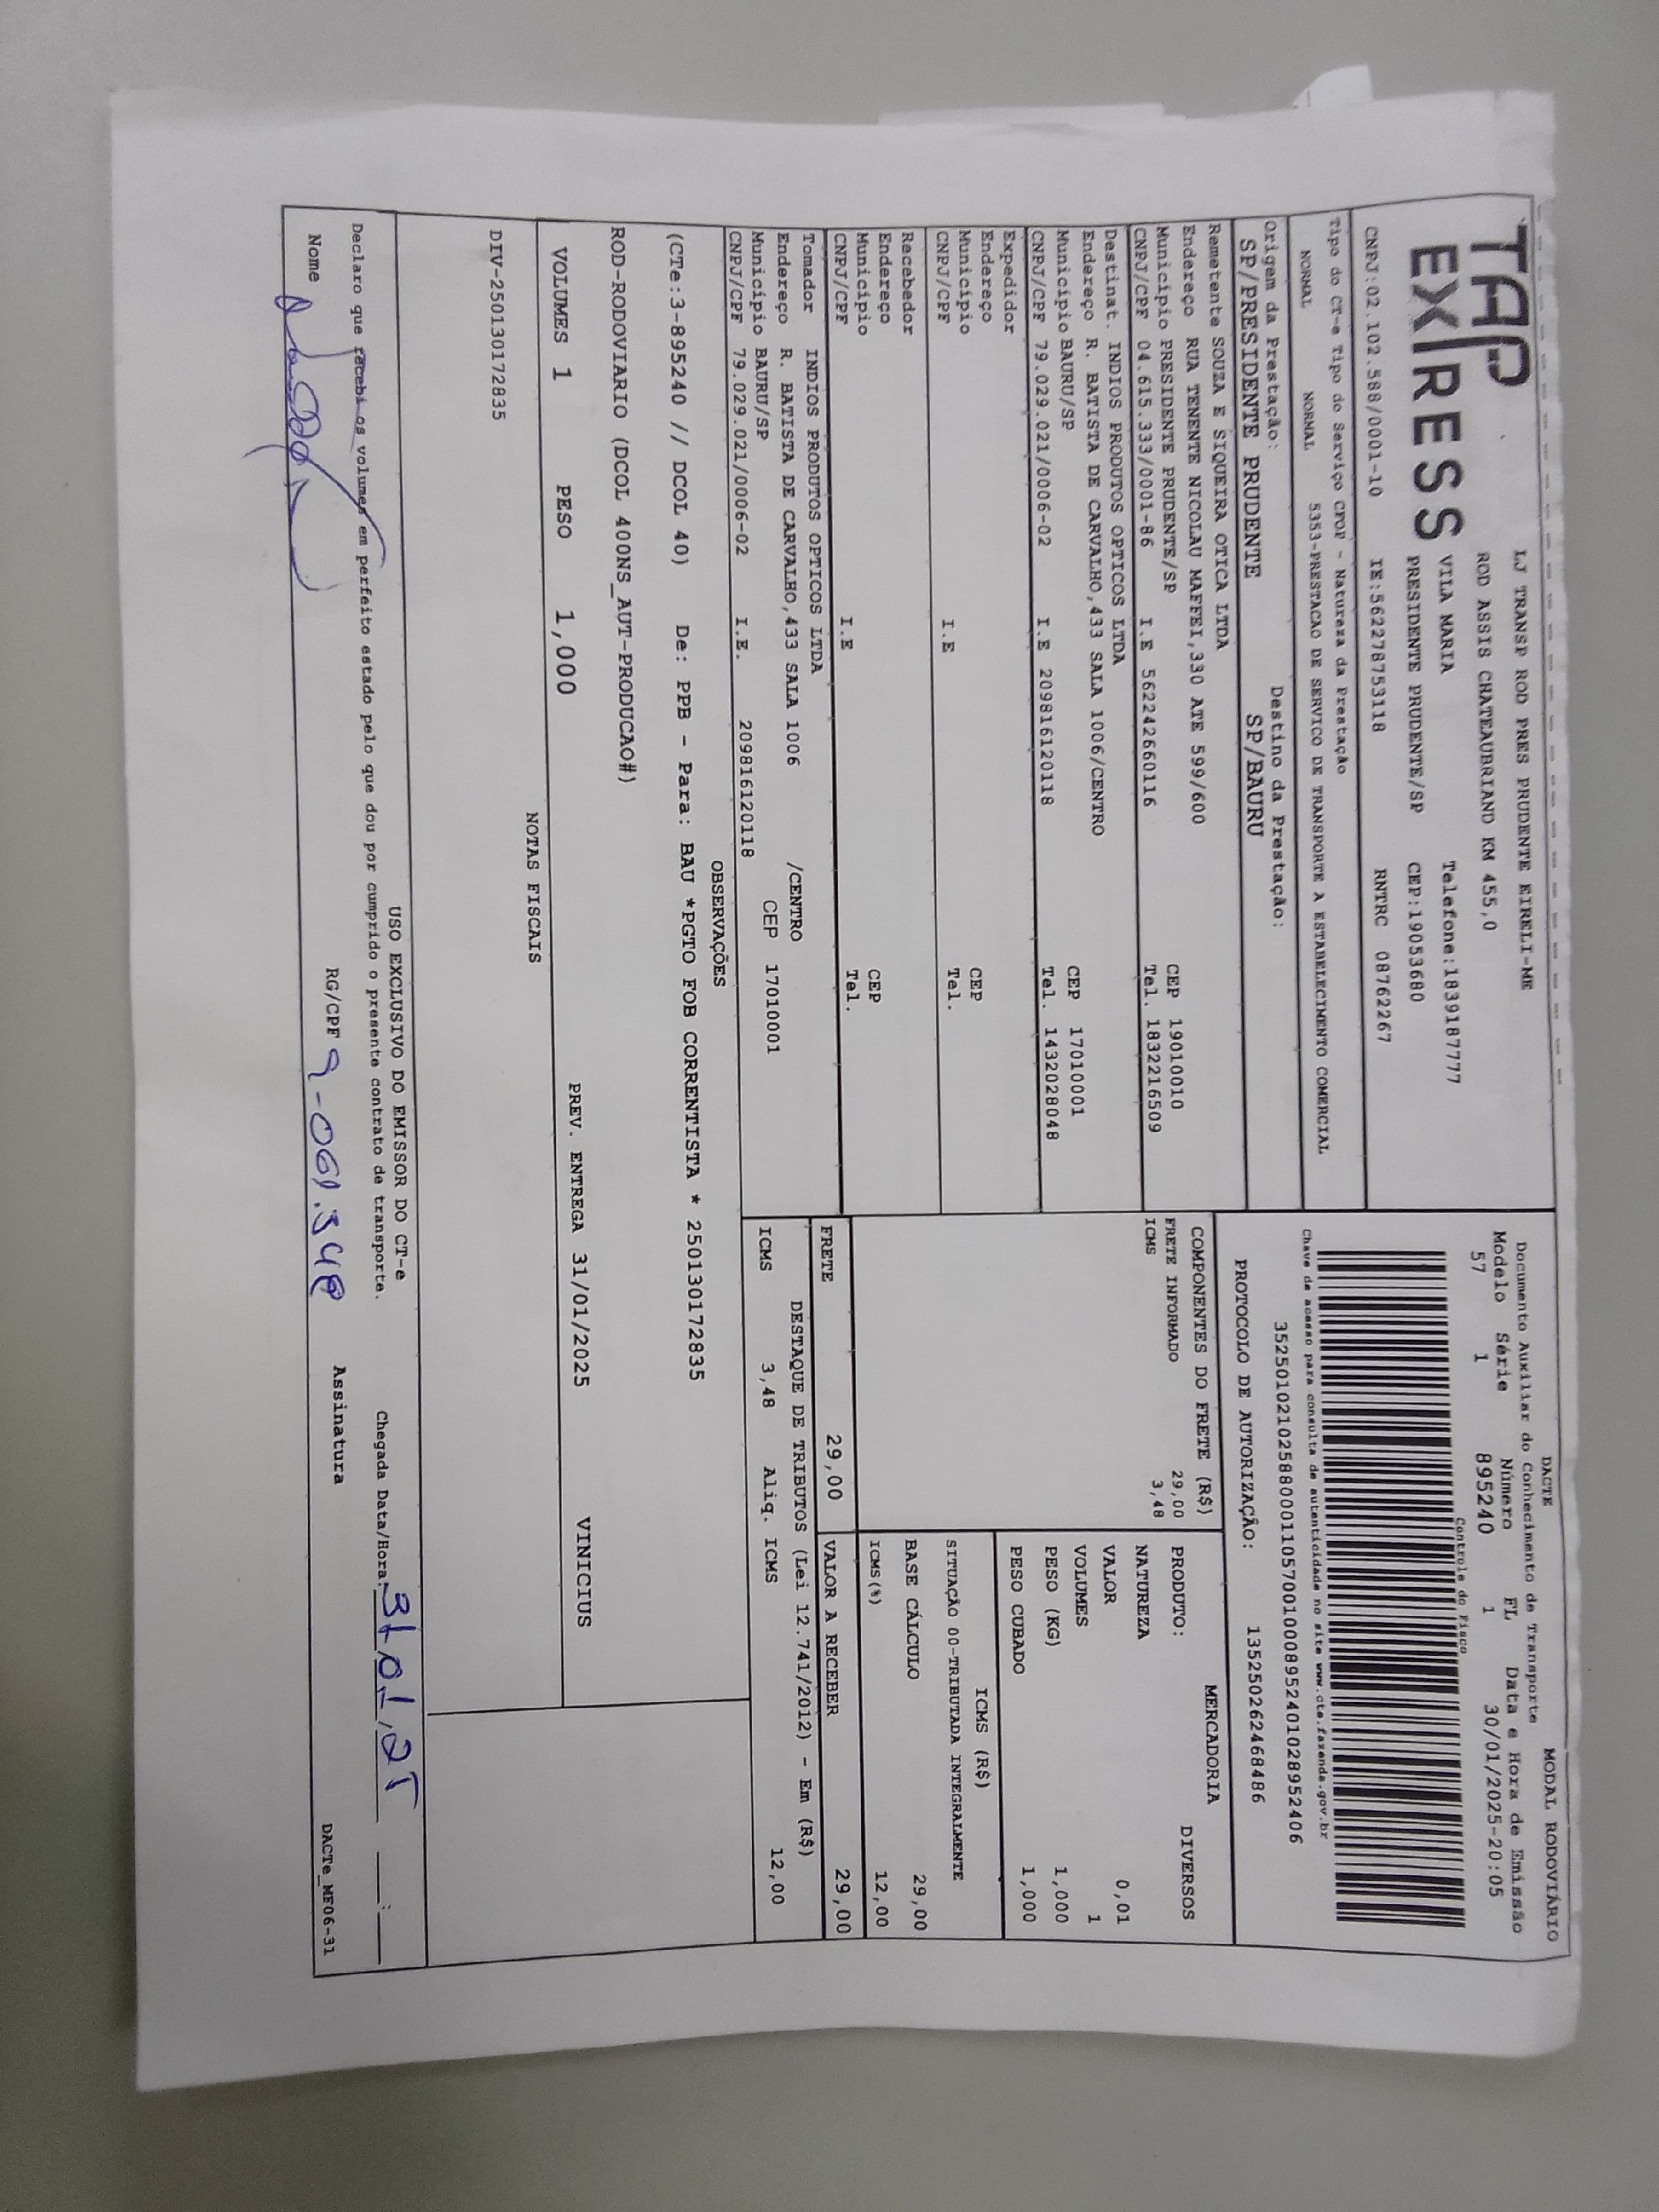 TAP
EXPRESS
LJ TRANSP ROD PRES PRUDENTE EIRELI-ME
ROD ASSIS CHATEAUBRIAND KM 455,0
VILA MARIA Telefone:1839187777
PRESIDENTE PRUDENTE/SP CEP:19053680
CNPJ:02.102.588/0001-10 IE:562278753118 RNTRC 08762267
DACTE MODAL RODOVIÁRIO
Documento Auxiliar do Conhecimento de Transporte
Modelo Série Número FL Data e Hora de Emissão
57 1 895240 1 30/01/2025-20:05
Controle do Fisco
Chave de acesso para consulta de autenticidade no site www.cte.fazenda.gov.br
35250102102588000110570010008952401028952406
PROTOCOLO DE AUTORIZAÇÃO: 135250262468486
Tipo do CT-e Tipo do Serviço CFOP - Natureza da Prestação
NORMAL NORMAL 5353-PRESTACAO DE SERVICO DE TRANSPORTE A ESTABELECIMENTO COMERCIAL
Origem da Prestação: Destino da Prestação:
SP/PRESIDENTE PRUDENTE SP/BAURU
Remetente SOUZA E SIQUEIRA OTICA LTDA
Endereço RUA TENENTE NICOLAU MAFFEI,330 ATE 599/600
Município PRESIDENTE PRUDENTE/SP CEP 19010010
CNPJ/CPF 04.615.333/0001-86 I.E 562242660116 Tel. 1832216509
Destinat. INDIOS PRODUTOS OPTICOS LTDA
Endereço R. BATISTA DE CARVALHO,433 SALA 1006/CENTRO
Município BAURU/SP CEP 17010001
CNPJ/CPF 79.029.021/0006-02 I.E 209816120118 Tel. 1432028048
Expedidor
Endereço
Município CEP
CNPJ/CPF I.E Tel.
Recebedor
Endereço
Município CEP
CNPJ/CPF I.E Tel.
Tomador INDIOS PRODUTOS OPTICOS LTDA
Endereço R. BATISTA DE CARVALHO,433 SALA 1006 /CENTRO
Município BAURU/SP CEP 17010001
CNPJ/CPF 79.029.021/0006-02 I.E. 209816120118
COMPONENTES DO FRETE (R$)
FRETE INFORMADO 29,00
ICMS 3,48
MERCADORIA
PRODUTO: DIVERSOS
NATUREZA
VALOR 0,01
VOLUMES 1
PESO (KG) 1,000
PESO CUBADO 1,000
ICMS (R$)
SITUAÇÃO 00-TRIBUTADA INTEGRALMENTE
BASE CÁLCULO 29,00
ICMS(%) 12,00
FRETE 29,00 VALOR A RECEBER 29,00
DESTAQUE DE TRIBUTOS (Lei 12.741/2012) - Em (R$)
ICMS 3,48 Aliq. ICMS 12,00
OBSERVAÇÕES
(CTe:3-895240 // DCOL 40) De: PPB - Para: BAU *PGTO FOB CORRENTISTA * 250130172835
ROD-RODOVIARIO (DCOL 400NS_AUT-PRODUCAO#)
VOLUMES 1 PESO 1,000 PREV. ENTREGA 31/01/2025 VINICIUS
NOTAS FISCAIS
DIV-250130172835
USO EXCLUSIVO DO EMISSOR DO CT-e
Declaro que recebi os volumes em perfeito estado pelo que dou por cumprido o presente contrato de transporte. Chegada Data/Hora: 31/01/25 __:__
Nome RG/CPF 9-061.348 Assinatura
DACTe_MF06-31